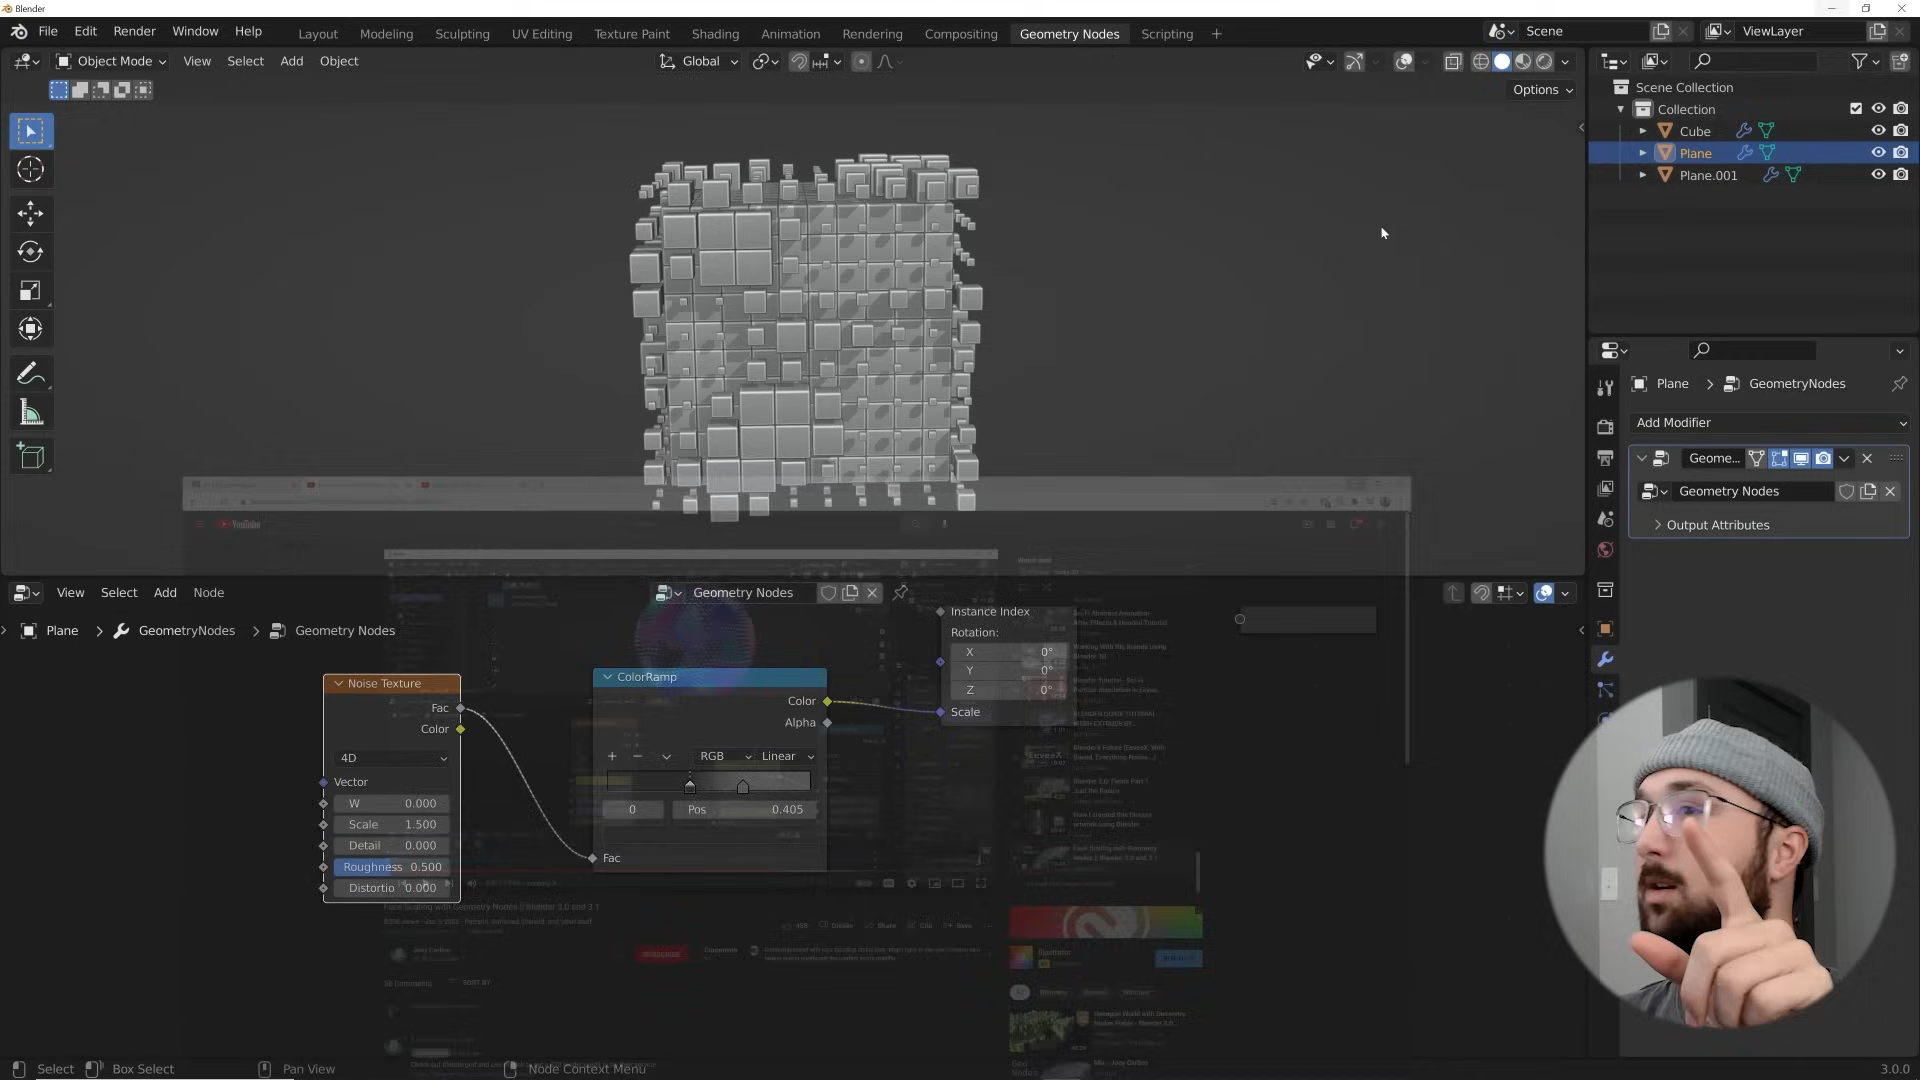 Blender
File Edit Render Window Help
Layout Modeling Sculpting UV Editing Texture Paint Shading Animation Rendering Compositing Geometry Nodes Scripting +
Scene
ViewLayer
Object Mode View Select Add Object
Global
Options
Scene Collection
Collection
Cube
Plane
Plane.001
Plane > GeometryNodes
Add Modifier
Geome...
Geometry Nodes
Output Attributes
YouTube
View Select Add Node
Geometry Nodes
Plane > GeometryNodes > Geometry Nodes
Instance Index
Rotation:
X 0°
Y 0°
Z 0°
Scale
Noise Texture
Fac
Color
4D
Vector
W 0.000
Scale 1.500
Detail 0.000
Roughness 0.500
Distortio 0.000
ColorRamp
Color
Alpha
+ − RGB Linear
0 Pos 0.405
Fac
SUBSCRIBE
SORT BY
Select Box Select Pan View Node Context Menu
3.0.0